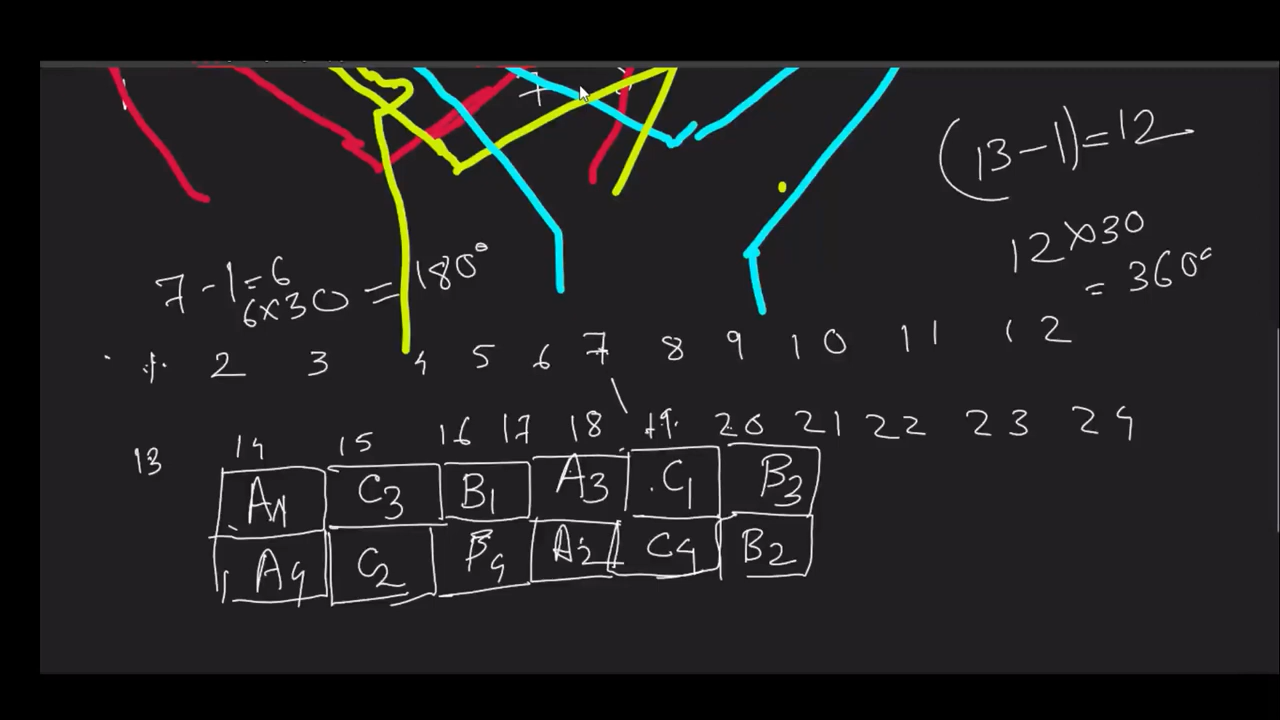 7
(13-1)=12
12×30
= 360°
7-1=6
6×30 = 180°
1 2 3 4 5 6 7 8 9 10 11 12
13 14 15 16 17 18 19 20 21 22 23 24
A1 C3 B1 A3 C1 B3
A4 C2 B4 A2 C4 B2